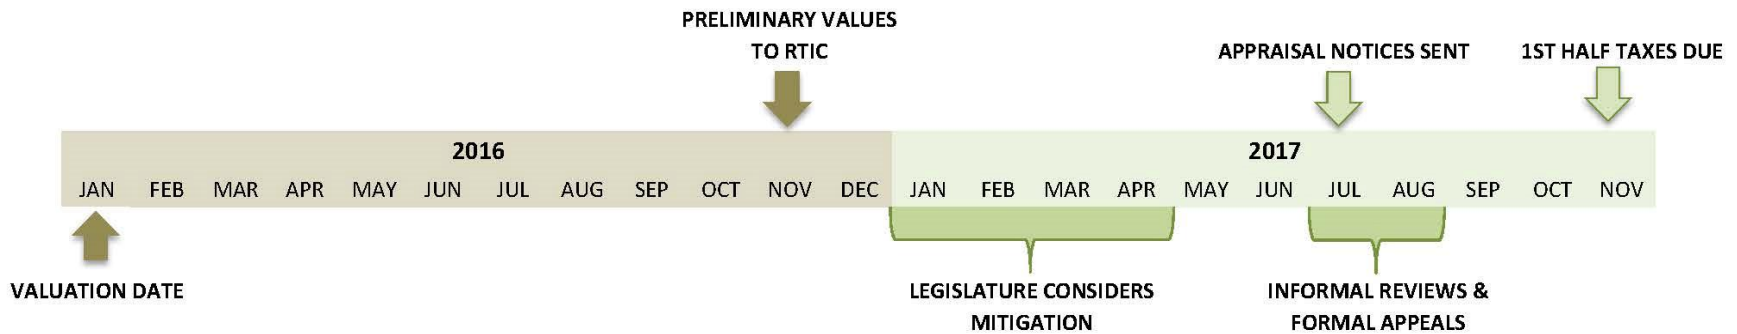 PRELIMINARY VALUES
TO RTIC
APPRAISAL NOTICES SENT
1ST HALF TAXES DUE
2016
2017
JAN FEB MAR APR MAY JUN JUL AUG SEP OCT NOV DEC JAN FEB MAR APR MAY JUN JUL AUG SEP OCT NOV
VALUATION DATE
LEGISLATURE CONSIDERS
MITIGATION
INFORMAL REVIEWS &
FORMAL APPEALS